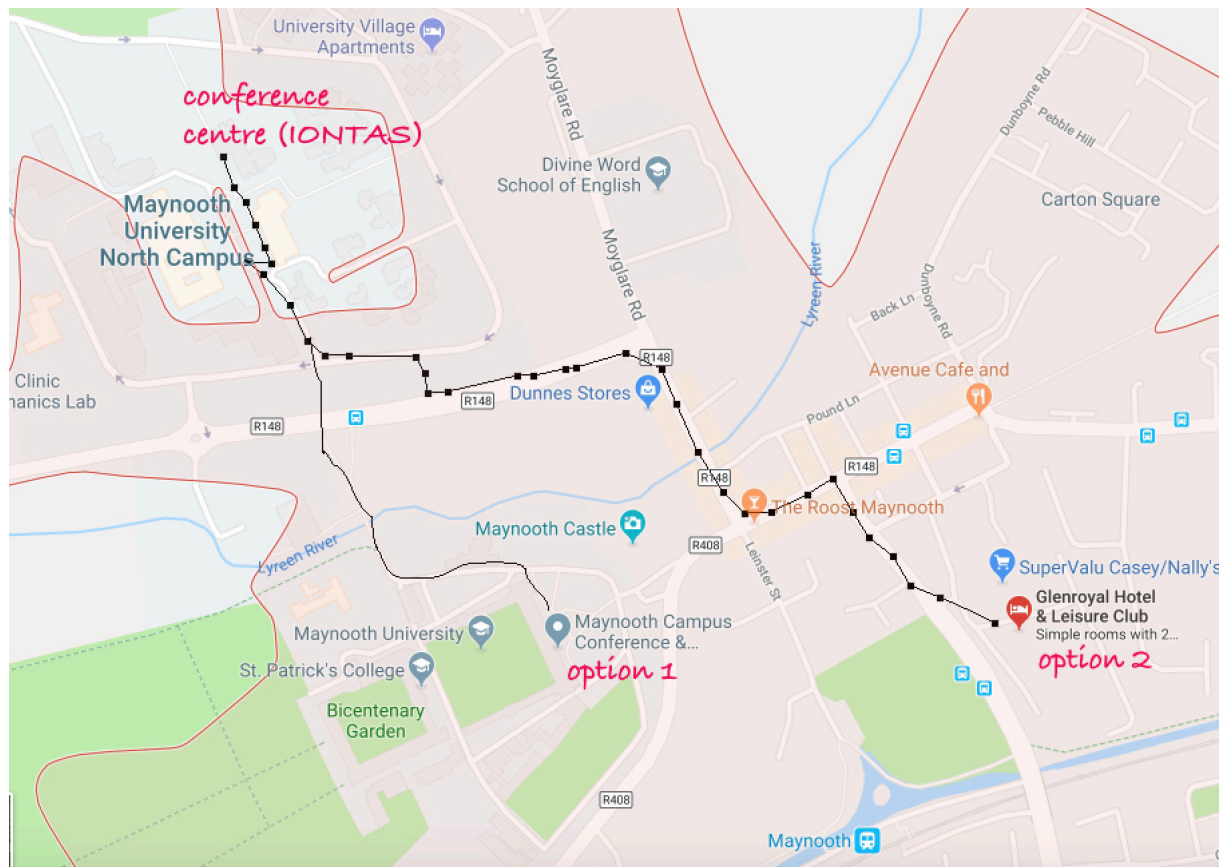 University Village
Apartments
conference
centre (IONTAS)
Moyglare Rd
Dunboyne Rd
Pebble Hill
Divine Word
School of English
Carton Square
Maynooth
University
North Campus
Moyglare Rd
Lyreen River
Dunboyne Rd
Back Ln
R148
Avenue Cafe and
Clinic
hanics Lab
Dunnes Stores
R148
Pound Ln
R148
R148
R148
The Roost Maynooth
Maynooth Castle
R408
Lyreen River
Leinster St
SuperValu Casey/Nally's
Glenroyal Hotel
& Leisure Club
Simple rooms with 2...
option 2
Maynooth University
Maynooth Campus
Conference &...
option 1
St. Patrick's College
Bicentenary
Garden
R408
Maynooth